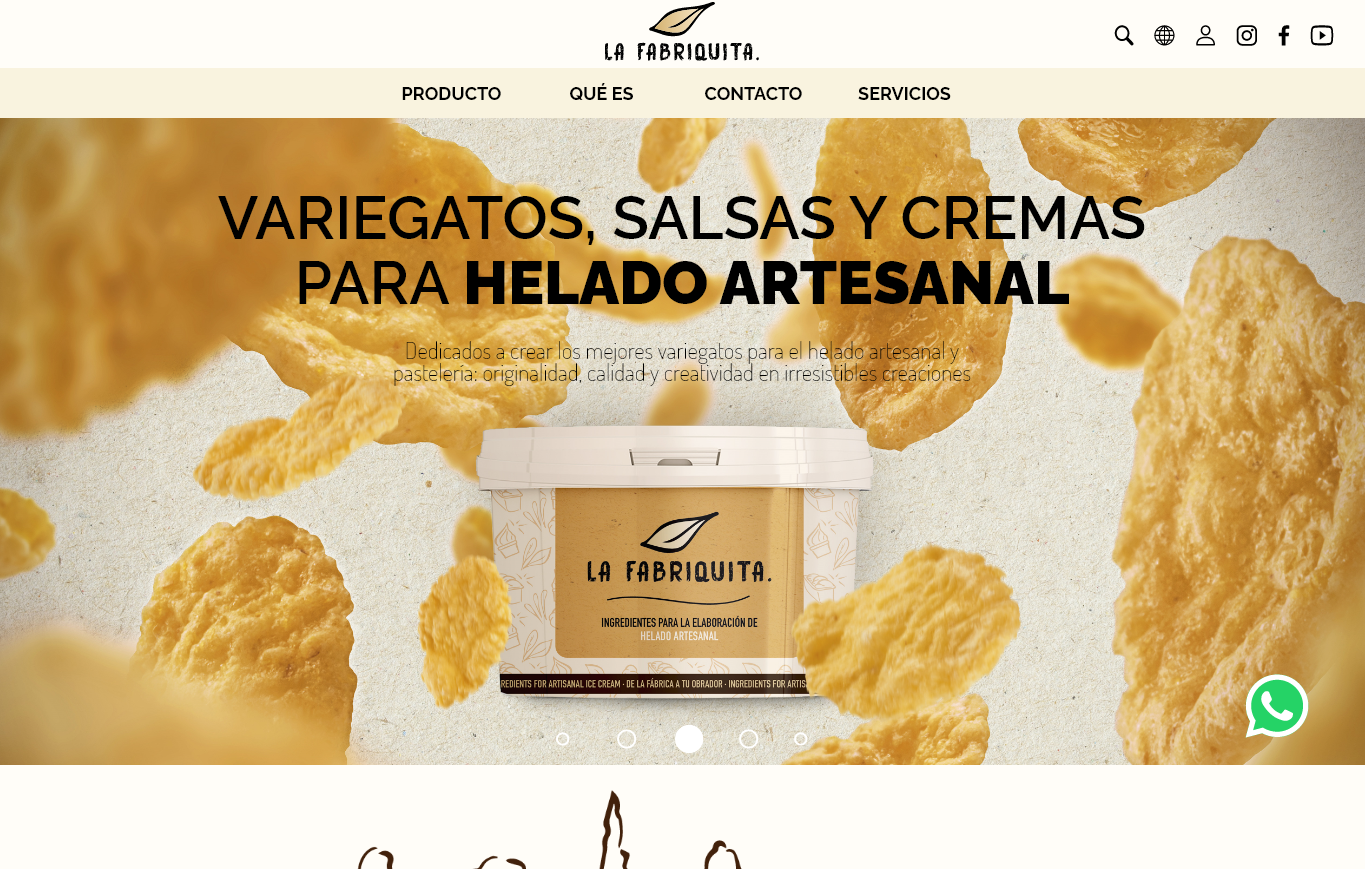 LA FABRIQUITA.
PRODUCTO
QUÉ ES
CONTACTO
SERVICIOS
VARIEGATOS, SALSAS Y CREMAS
PARA HELADO ARTESANAL
Dedicados a crear los mejores variegatos para el helado artesanal y
pastelería: originalidad, calidad y creatividad en irresistibles creaciones
LA FABRIQUITA.
INGREDIENTES PARA LA ELABORACIÓN DE
HELADO ARTESANAL
REDIENTS FOR ARTISANAL ICE CREAM · DE LA FÁBRICA A TU OBRADOR · INGREDIENTS FOR ARTIS